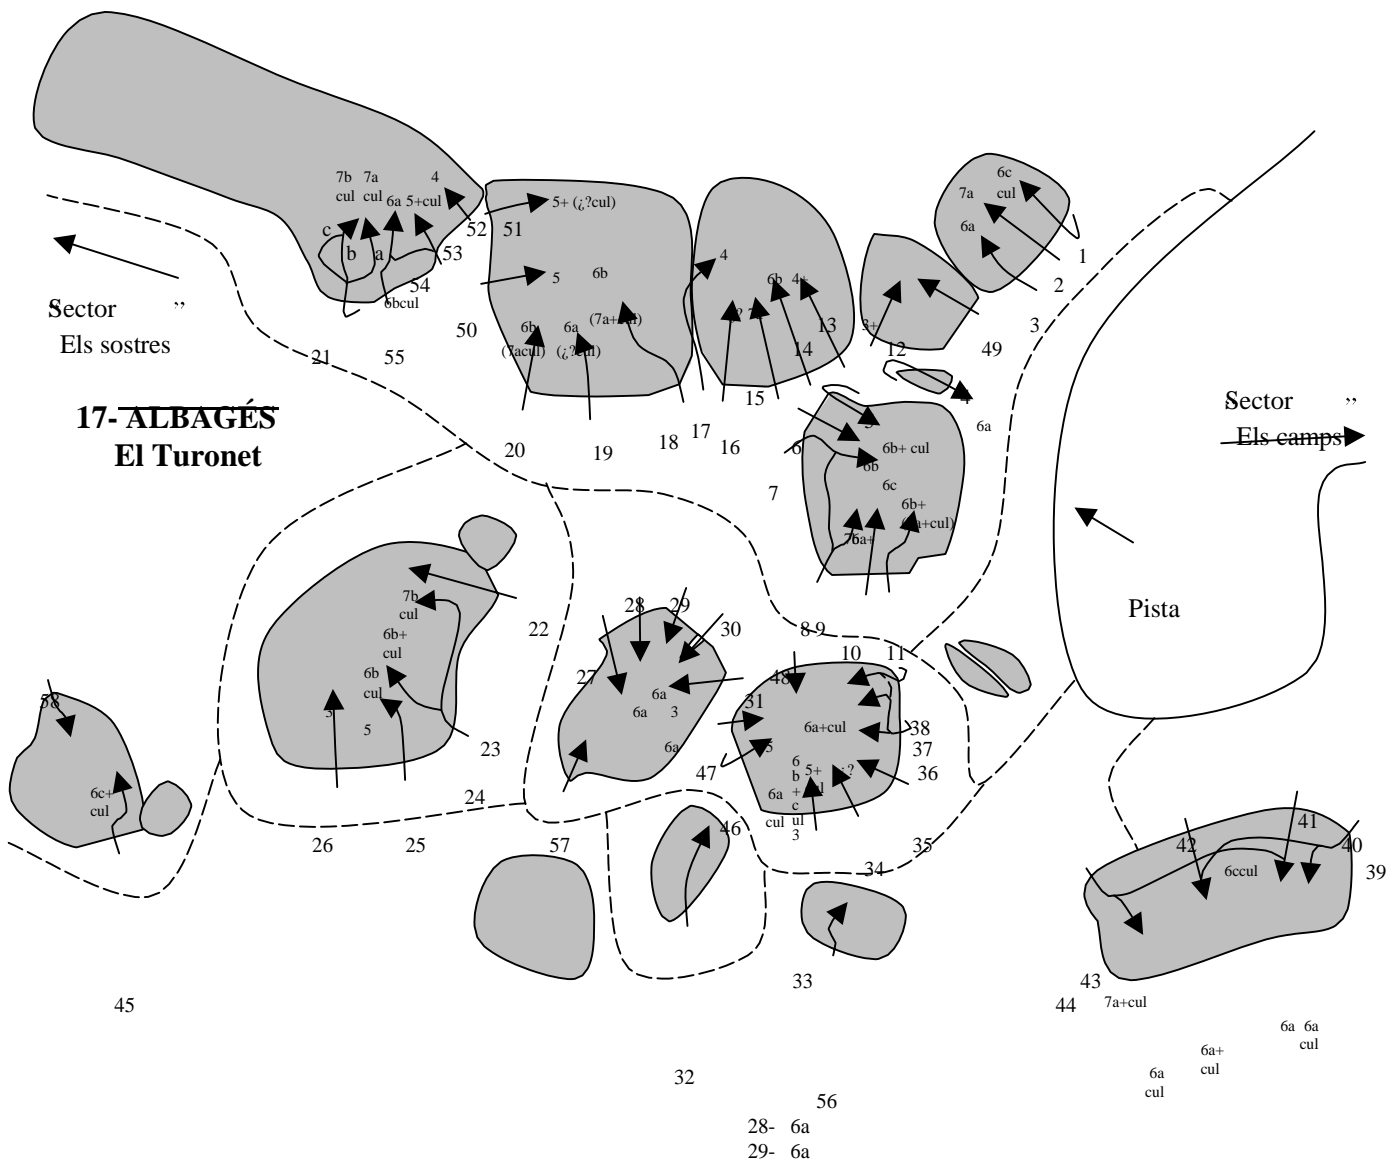 7b 7a 4
cul cul 6a 5+cul
c b a
6bcul
52 51
53
54
5+ (¿?cul)
5 6b
6b 6a (7a+cul)
(7acul) (¿?cul)
50
21 55
4
6b 4+
13
14
15
3+
12
49
6c
7a cul
6a
1
2
3
4
6a
“Sector ”
Els sostres
17- ALBAGÉS
El Turonet
“Sector ”
Els camps
20 19 18 17 16
6
7
5
6b+ cul
6b
6c
6b+
(7a+cul)
7b 6a+
8-9
10 11
Pista
7b
cul
6b+
cul
6b
cul
3 5
22
23
24
25
26
28 29
30
27
6a
6a 3
6a
57
48
31
47
6a+cul
5
6
b
+
c
ul
3
5+
cul
¿?
6a
cul
38
37
36
35
34
58
6c+
cul
45
46
33
41
42 40
39
6ccul
43
44 7a+cul
6a 6a
cul
6a+
cul
6a
cul
32
56
28- 6a
29- 6a